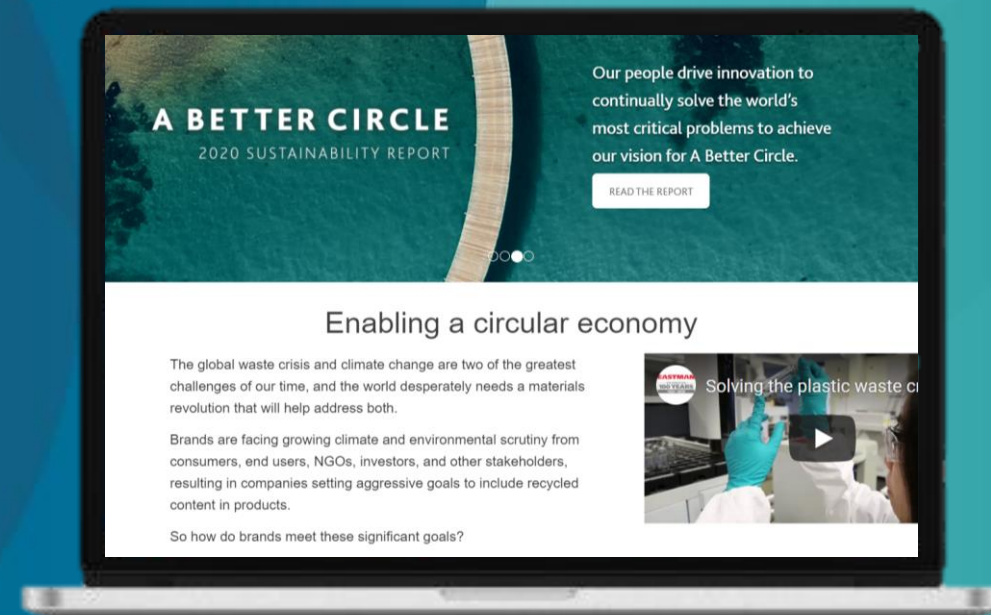 A BETTER CIRCLE
2020 SUSTAINABILITY REPORT
Our people drive innovation to
continually solve the world's
most critical problems to achieve
our vision for A Better Circle.
READ THE REPORT
Enabling a circular economy
The global waste crisis and climate change are two of the greatest
challenges of our time, and the world desperately needs a materials
revolution that will help address both.
Brands are facing growing climate and environmental scrutiny from
consumers, end users, NGOs, investors, and other stakeholders,
resulting in companies setting aggressive goals to include recycled
content in products.
So how do brands meet these significant goals?
EASTMAN
100 YEARS
Solving the plastic waste cr